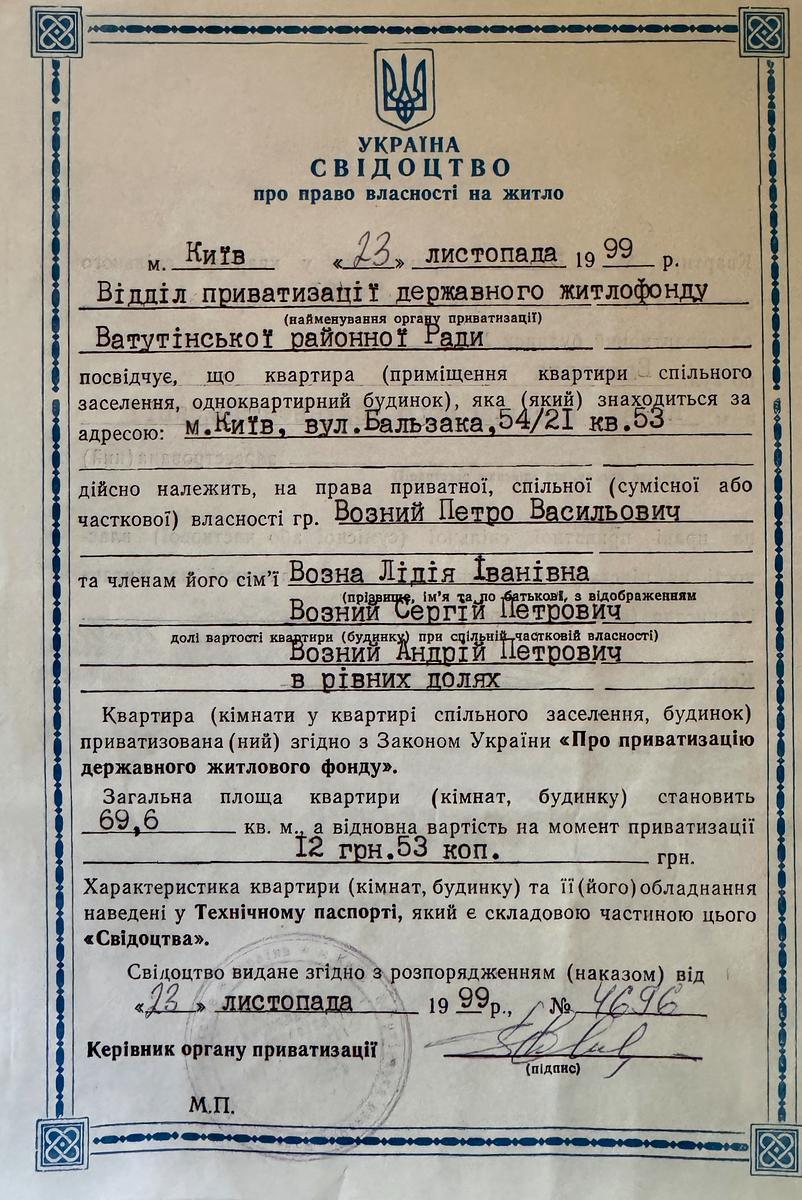 УКРАЇНА
СВІДОЦТВО
про право власності на житло
м. Київ «23» листопада 1999 р.
Відділ приватизації державного житлофонду
(найменування органу приватизації)
Ватутінської районної Ради
посвідчує, що квартира (приміщення квартири спільного
заселення, одноквартирний будинок), яка (який) знаходиться за
адресою: м.Київ, вул.Бальзака,54/21 кв.53
дійсно належить, на права приватної, спільної (сумісної або
часткової) власності гр. Возний Петро Васильович
та членам його сім’ї Возна Лідія Іванівна
(прізвище, ім’я та по батькові, з відображенням
Возний Сергій Петрович
долі вартості квартири (будинку) при спільній частковій власності)
Возний Андрій Петрович
в рівних долях
Квартира (кімнати у квартирі спільного заселення, будинок)
приватизована (ний) згідно з Законом України «Про приватизацію
державного житлового фонду».
Загальна площа квартири (кімнат, будинку) становить
69,6 кв. м., а відновна вартість на момент приватизації
12 грн.53 коп. грн.
Характеристика квартири (кімнат, будинку) та її (його) обладнання
наведені у Технічному паспорті, який є складовою частиною цього
«Свідоцтва».
Свідоцтво видане згідно з розпорядженням (наказом) від
«23» листопада 1999р., № 4696
Керівник органу приватизації
(підпис)
М.П.